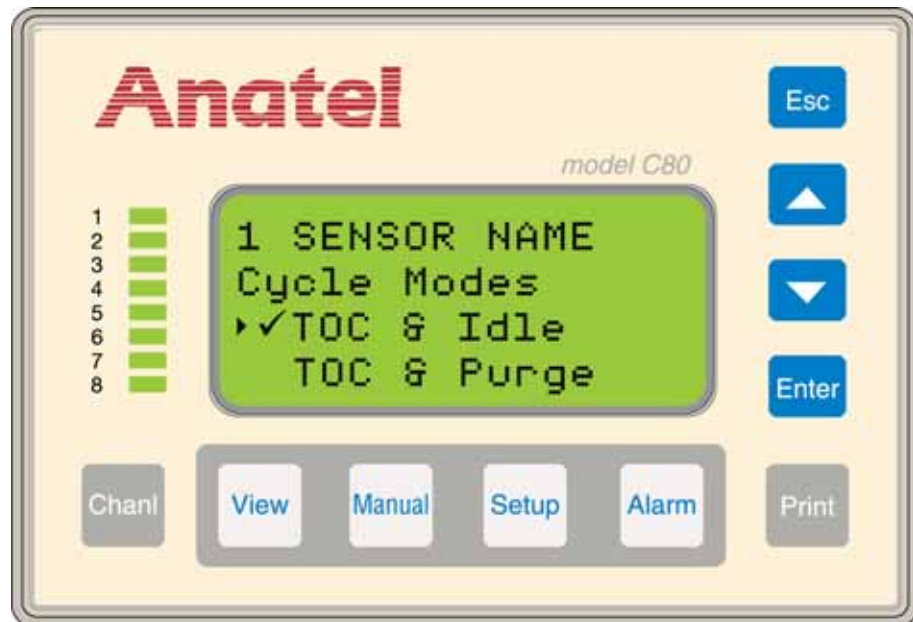 Anatel
Esc
model C80
1
2
3
4
5
6
7
8
1 SENSOR NAME
Cycle Modes
✓TOC & Idle
TOC & Purge
Enter
Chanl
View
Manual
Setup
Alarm
Print